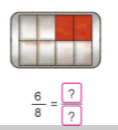 6/8 = ?/?